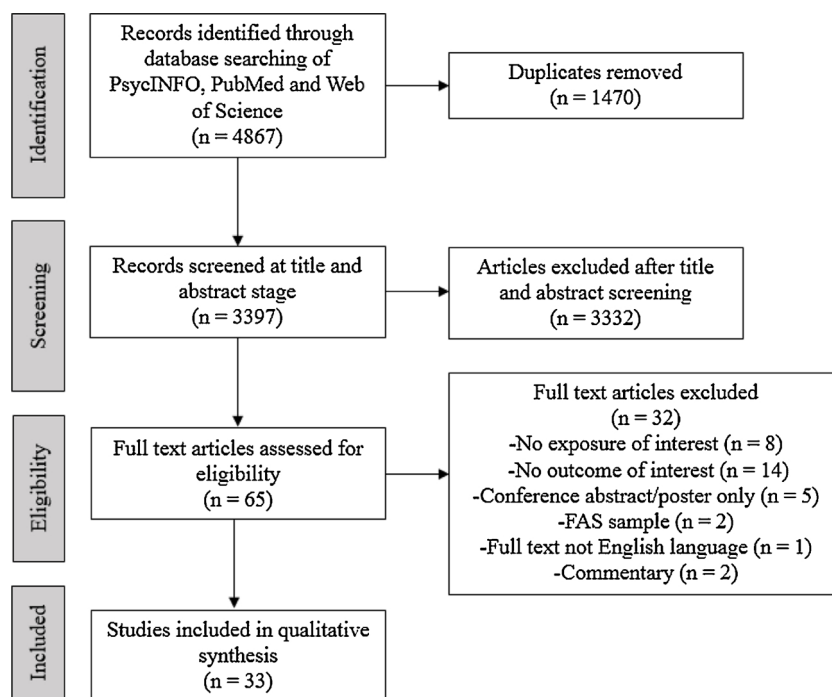 Identification
Records identified through
database searching of
PsycINFO, PubMed and Web
of Science
(n = 4867)
Duplicates removed
(n = 1470)
Screening
Records screened at title and
abstract stage
(n = 3397)
Articles excluded after title
and abstract screening
(n = 3332)
Eligibility
Full text articles assessed for
eligibility
(n = 65)
Full text articles excluded
(n = 32)
-No exposure of interest (n = 8)
-No outcome of interest (n = 14)
-Conference abstract/poster only (n = 5)
-FAS sample (n = 2)
-Full text not English language (n = 1)
-Commentary (n = 2)
Included
Studies included in qualitative
synthesis
(n = 33)